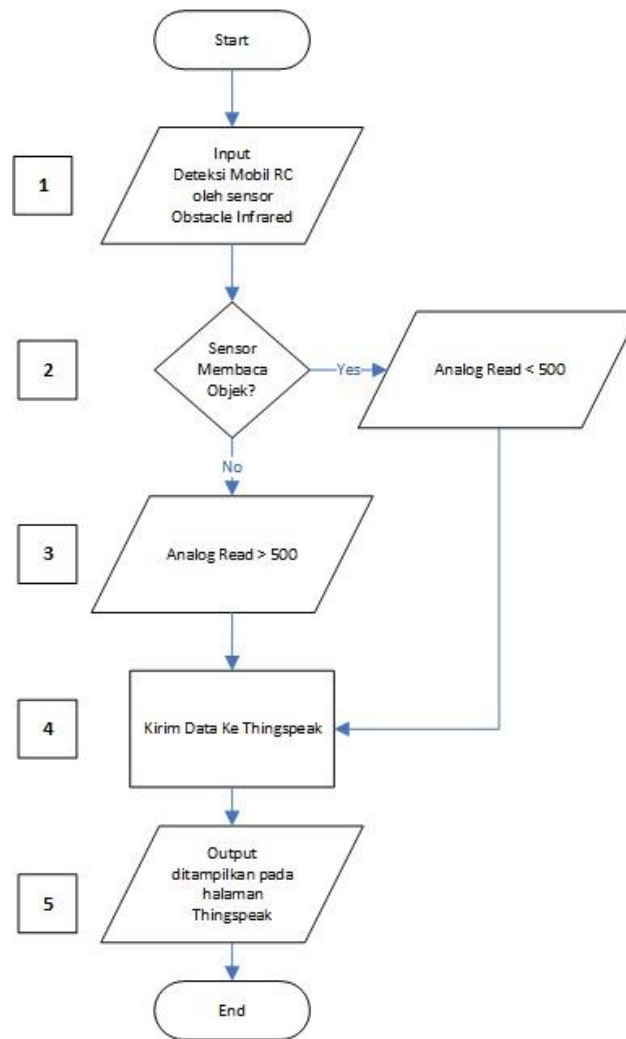 Start
1
Input
Deteksi Mobil RC
oleh sensor
Obstacle Infrared
2
Sensor
Membaca
Objek?
Yes
Analog Read < 500
No
3
Analog Read > 500
4
Kirim Data Ke Thingspeak
5
Output
ditampilkan pada
halaman
Thingspeak
End